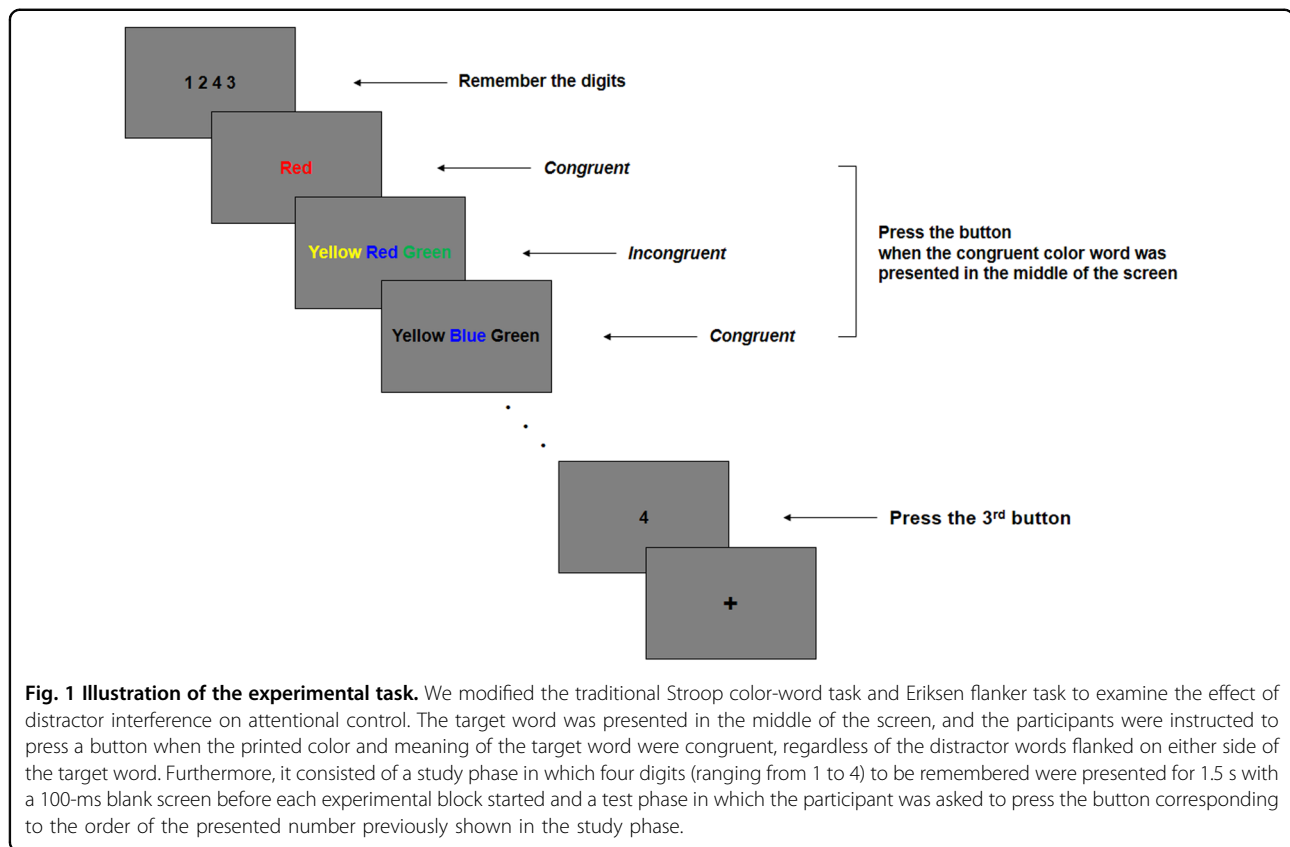 1 2 4 3
Remember the digits
Red
Congruent
Yellow Red Green
Incongruent
Press the button
when the congruent color word was
presented in the middle of the screen
Yellow Blue Green
Congruent
4
Press the 3rd button
+
Fig. 1 Illustration of the experimental task. We modified the traditional Stroop color-word task and Eriksen flanker task to examine the effect of
distractor interference on attentional control. The target word was presented in the middle of the screen, and the participants were instructed to
press a button when the printed color and meaning of the target word were congruent, regardless of the distractor words flanked on either side of
the target word. Furthermore, it consisted of a study phase in which four digits (ranging from 1 to 4) to be remembered were presented for 1.5 s with
a 100-ms blank screen before each experimental block started and a test phase in which the participant was asked to press the button corresponding
to the order of the presented number previously shown in the study phase.